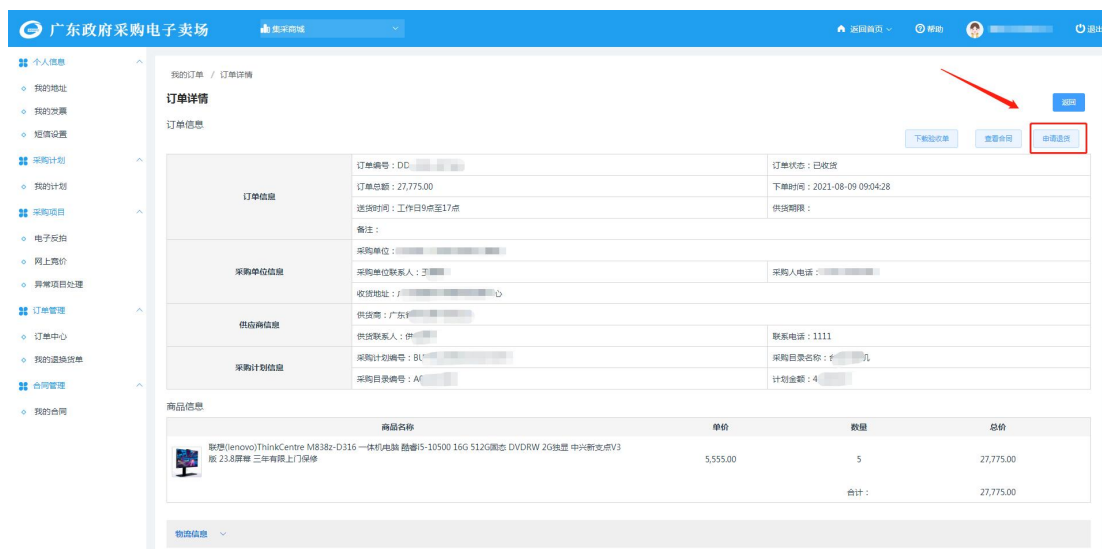 广东政府采购电子卖场 集采商城 返回首页 帮助 退出
个人信息
我的地址
我的发票
短信设置
采购计划
我的计划
采购项目
电子反拍
网上竞价
异常项目处理
订单管理
订单中心
我的退换货单
合同管理
我的合同
我的订单 / 订单详情
订单详情
返回
订单信息
下载验收单 查看合同 申请退货
订单信息
订单编号：DD 订单状态：已收货
订单总额：27,775.00 下单时间：2021-08-09 09:04:28
送货时间：工作日9点至17点 供货期限：
备注：
采购单位信息
采购单位：
采购单位联系人：王 采购人电话：
收货地址： 心
供应商信息
供货商：广东
供货联系人：供 联系电话：1111
采购计划信息
采购计划编号：BU 采购目录名称： 机
采购目录编号：A0 计划金额：4
商品信息
商品名称 单价 数量 总价
联想(lenovo)ThinkCentre M838z-D316 一体机电脑 酷睿I5-10500 16G 512G固态 DVDRW 2G独显 中兴新支点V3
版 23.8屏幕 三年有限上门保修
5,555.00 5 27,775.00
合计： 27,775.00
物流信息